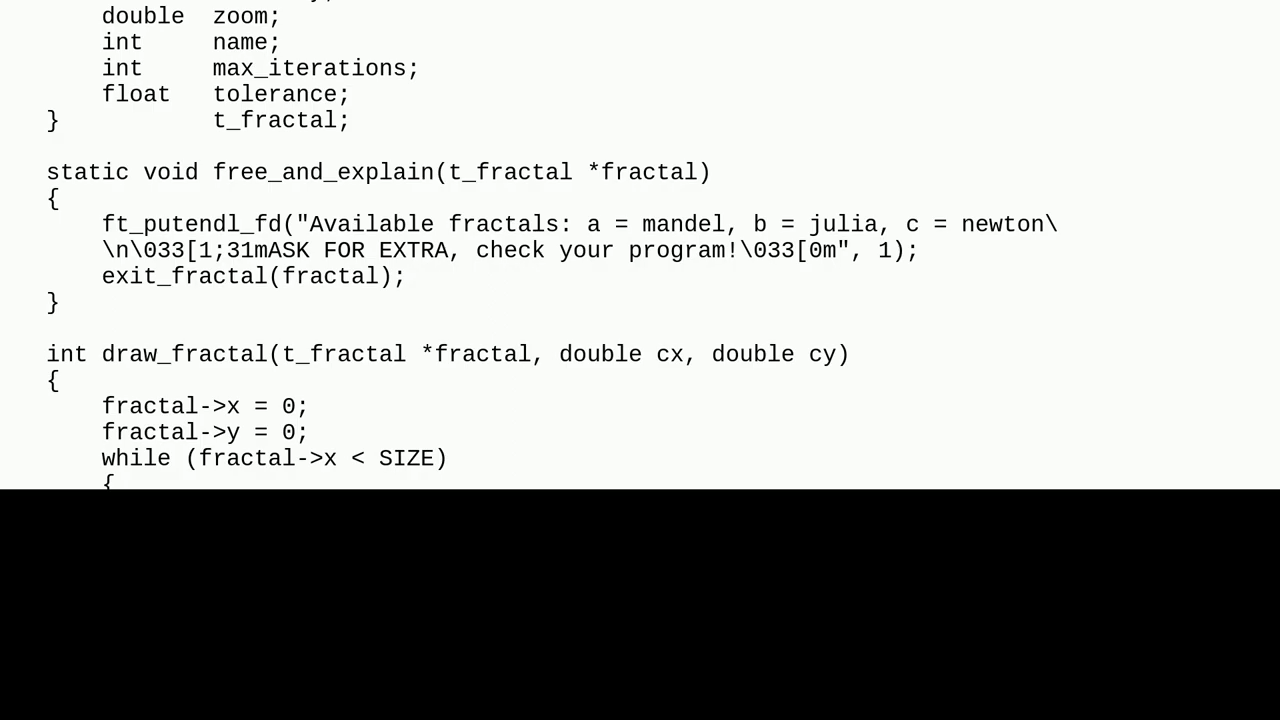 double  zoom;
    int     name;
    int     max_iterations;
    float   tolerance;
}           t_fractal;

static void free_and_explain(t_fractal *fractal)
{
    ft_putendl_fd("Available fractals: a = mandel, b = julia, c = newton\
    \n\033[1;31mASK FOR EXTRA, check your program!\033[0m", 1);
    exit_fractal(fractal);
}

int draw_fractal(t_fractal *fractal, double cx, double cy)
{
    fractal->x = 0;
    fractal->y = 0;
    while (fractal->x < SIZE)
    {